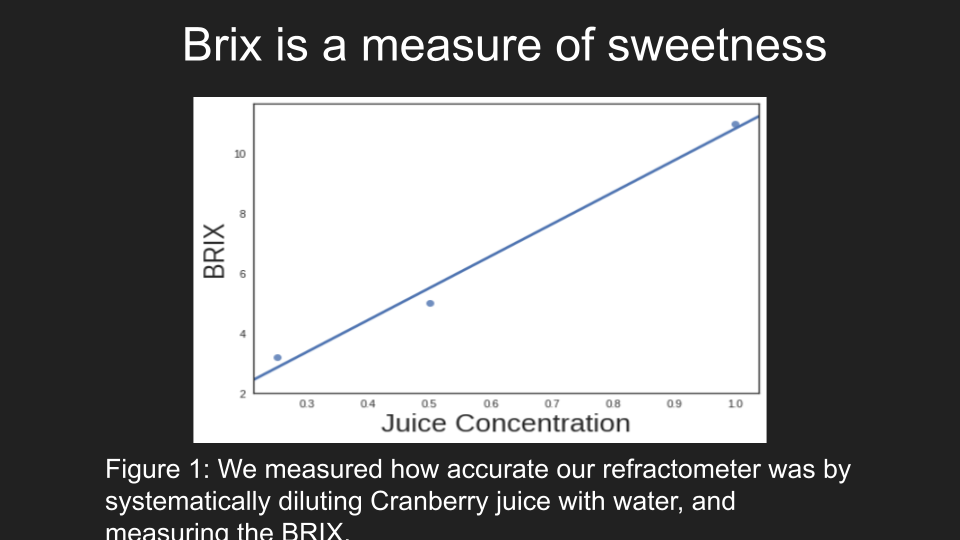 Brix is a measure of sweetness
10
8
6
4
2
BRIX
0.3 0.4 0.5 0.6 0.7 0.8 0.9 1.0
Juice Concentration
Figure 1: We measured how accurate our refractometer was by
systematically diluting Cranberry juice with water, and
measuring the BRIX.